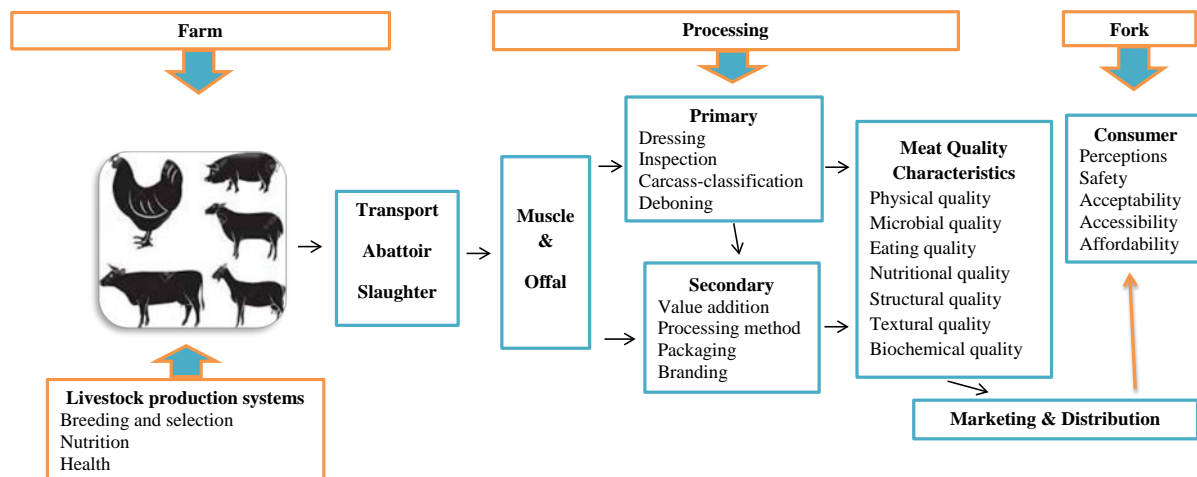 Farm
Processing
Fork
Transport
Abattoir
Slaughter
Muscle
&
Offal
Primary
Dressing
Inspection
Carcass-classification
Deboning
Secondary
Value addition
Processing method
Packaging
Branding
Meat Quality
Characteristics
Physical quality
Microbial quality
Eating quality
Nutritional quality
Structural quality
Textural quality
Biochemical quality
Consumer
Perceptions
Safety
Acceptability
Accessibility
Affordability
Livestock production systems
Breeding and selection
Nutrition
Health
Marketing & Distribution